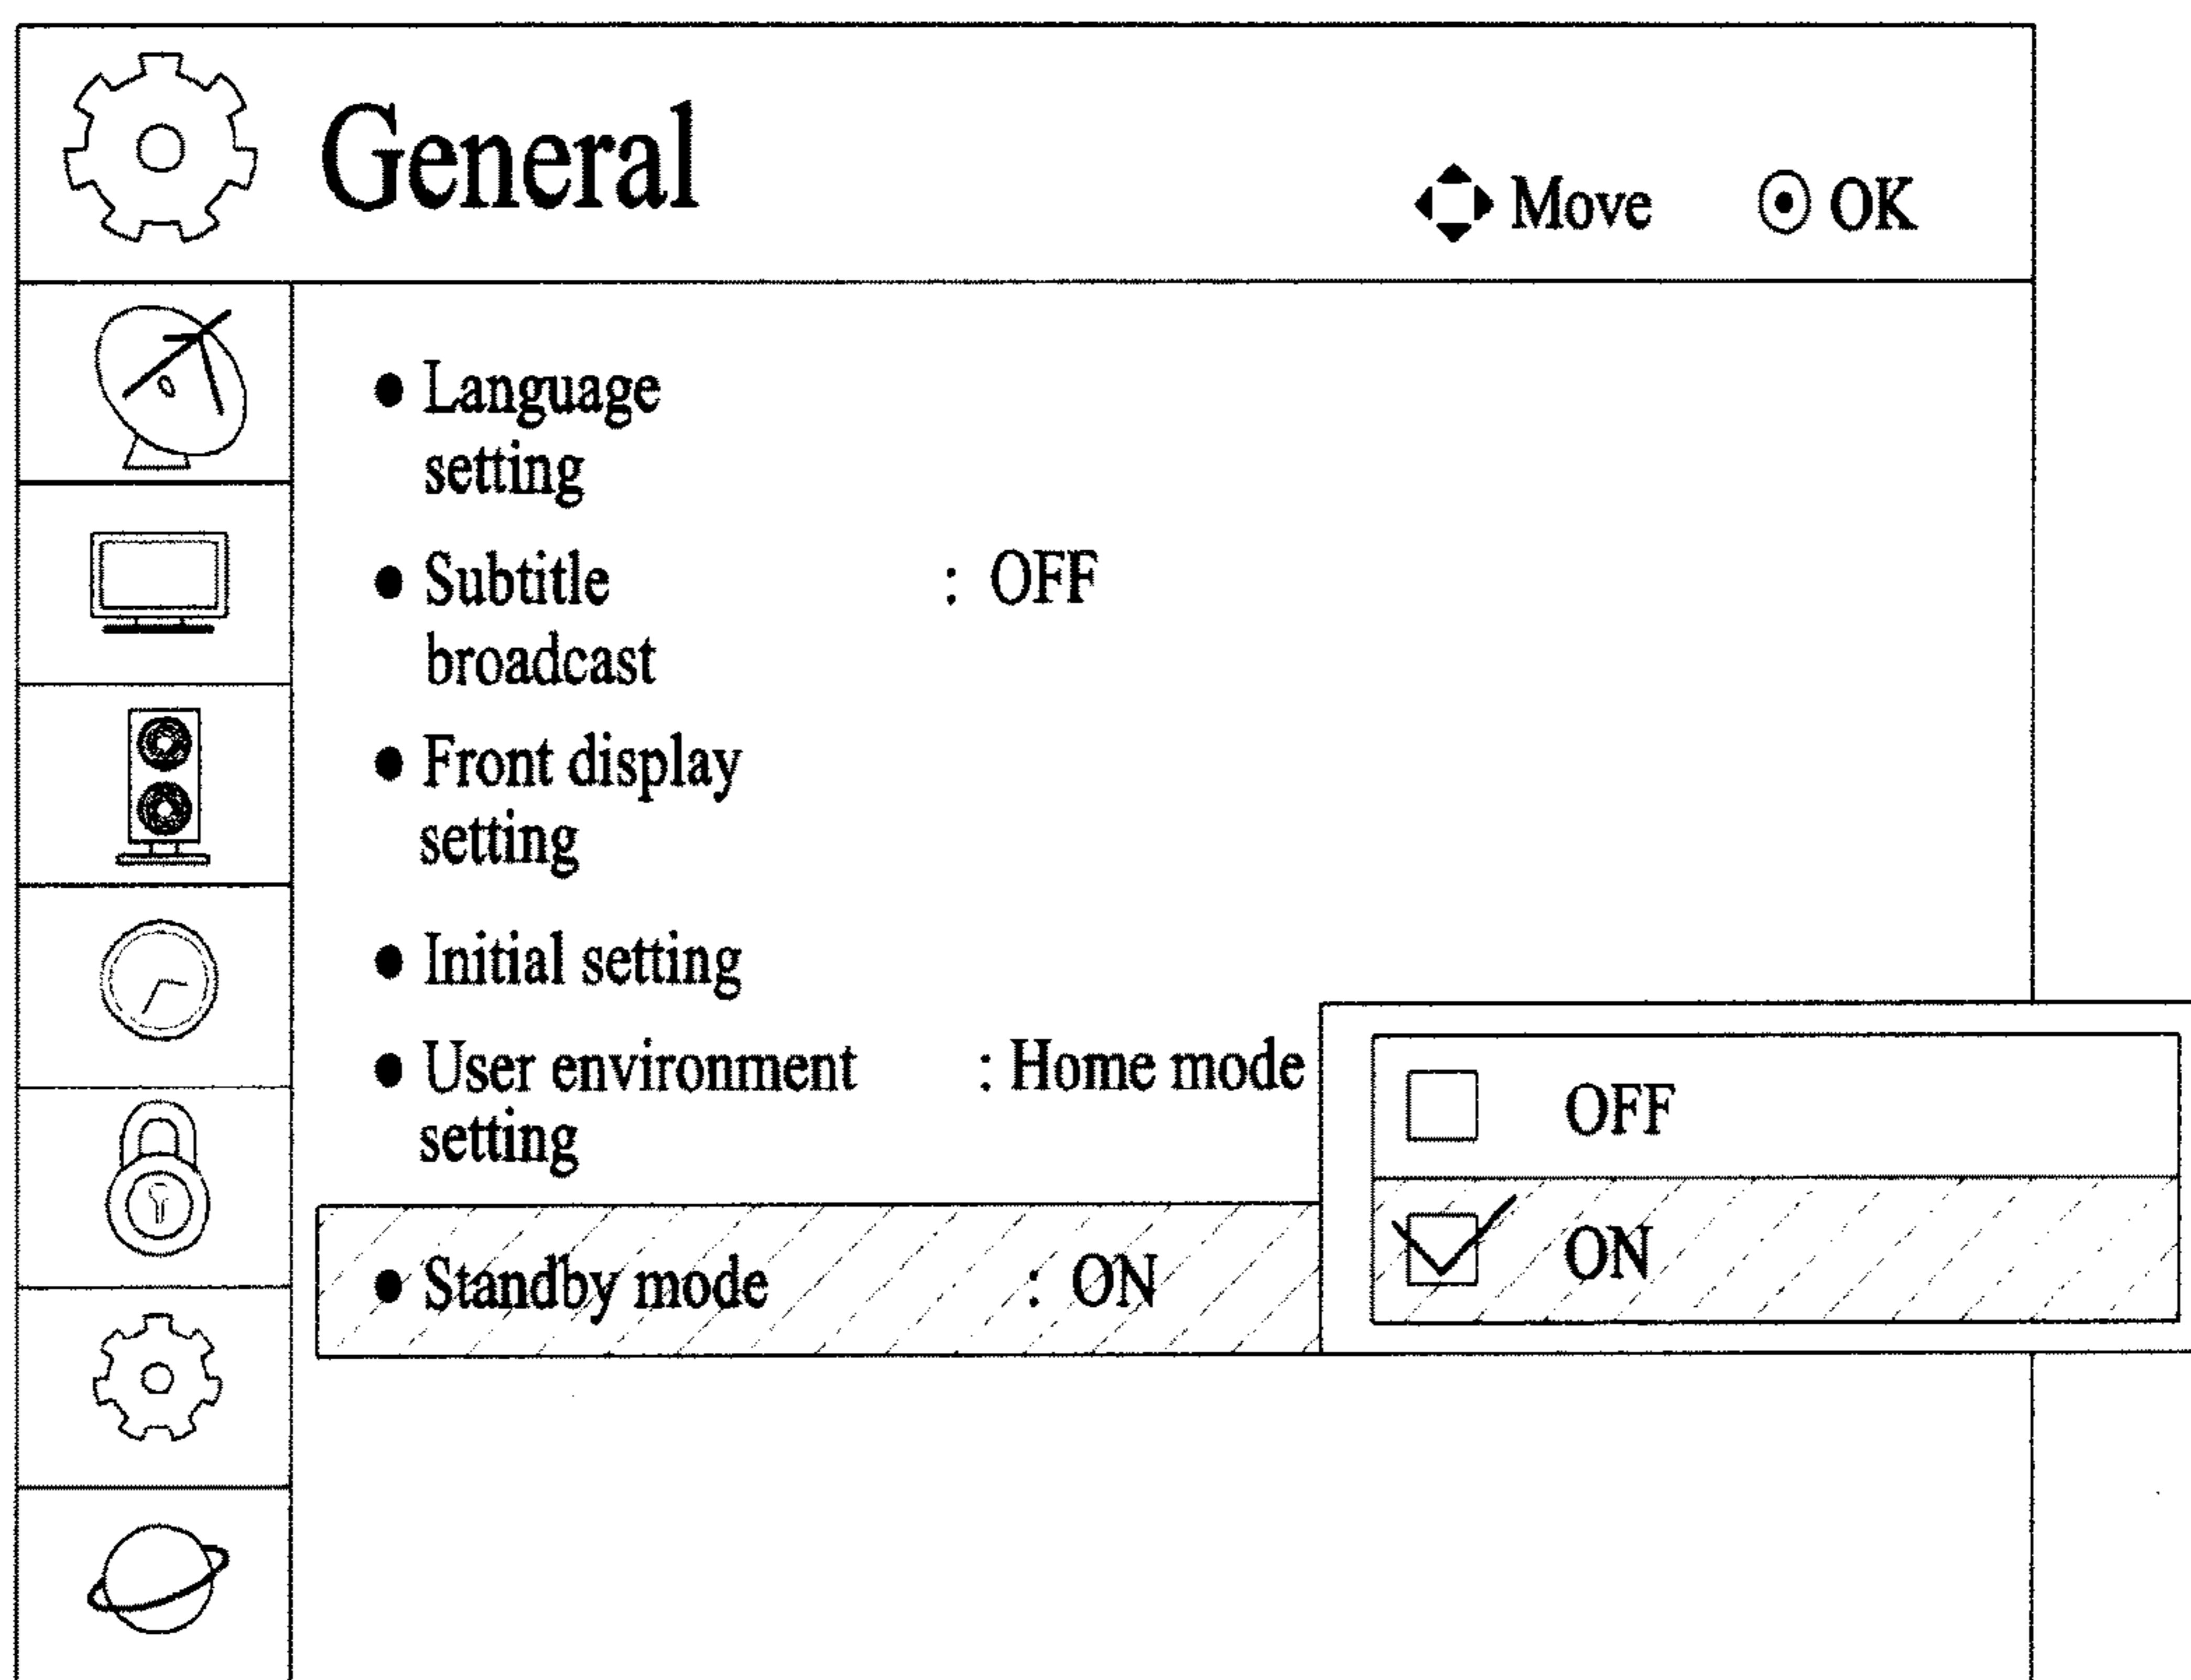 General
Move OK
● Language
setting
● Subtitle : OFF
broadcast
● Front display
setting
● Initial setting
● User environment : Home mode
setting
OFF
● Standby mode : ON
ON